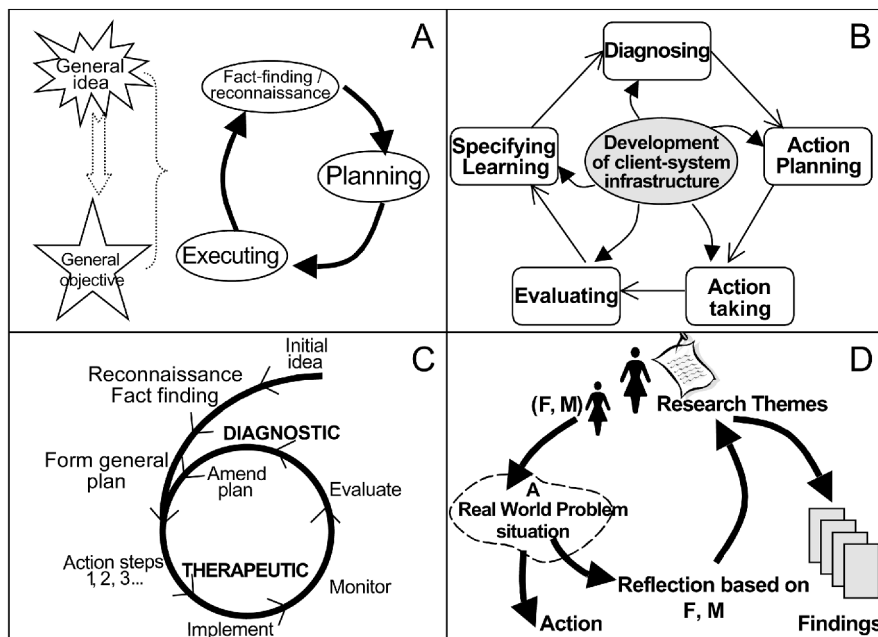 A
General
idea
General
objective
Fact-finding /
reconnaissance
Planning
Executing
B
Diagnosing
Action
Planning
Action
taking
Evaluating
Specifying
Learning
Development
of client-system
infrastructure
C
Initial
idea
Reconnaissance
Fact finding
DIAGNOSTIC
Form general
plan
Amend
plan
Evaluate
Action steps
1, 2, 3...
THERAPEUTIC
Monitor
Implement
D
(F, M)
Research Themes
A
Real World Problem
situation
Reflection based on
F, M
Action
Findings